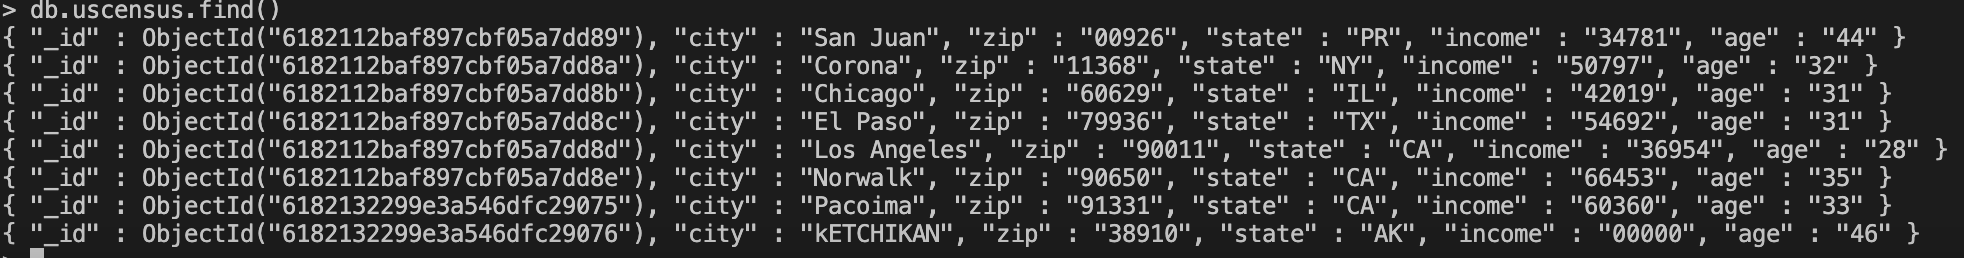 > db.uscensus.find()
{ "_id" : ObjectId("6182112baf897cbf05a7dd89"), "city" : "San Juan", "zip" : "00926", "state" : "PR", "income" : "34781", "age" : "44" }
{ "_id" : ObjectId("6182112baf897cbf05a7dd8a"), "city" : "Corona", "zip" : "11368", "state" : "NY", "income" : "50797", "age" : "32" }
{ "_id" : ObjectId("6182112baf897cbf05a7dd8b"), "city" : "Chicago", "zip" : "60629", "state" : "IL", "income" : "42019", "age" : "31" }
{ "_id" : ObjectId("6182112baf897cbf05a7dd8c"), "city" : "El Paso", "zip" : "79936", "state" : "TX", "income" : "54692", "age" : "31" }
{ "_id" : ObjectId("6182112baf897cbf05a7dd8d"), "city" : "Los Angeles", "zip" : "90011", "state" : "CA", "income" : "36954", "age" : "28" }
{ "_id" : ObjectId("6182112baf897cbf05a7dd8e"), "city" : "Norwalk", "zip" : "90650", "state" : "CA", "income" : "66453", "age" : "35" }
{ "_id" : ObjectId("6182132299e3a546dfc29075"), "city" : "Pacoima", "zip" : "91331", "state" : "CA", "income" : "60360", "age" : "33" }
{ "_id" : ObjectId("6182132299e3a546dfc29076"), "city" : "kETCHIKAN", "zip" : "38910", "state" : "AK", "income" : "00000", "age" : "46" }